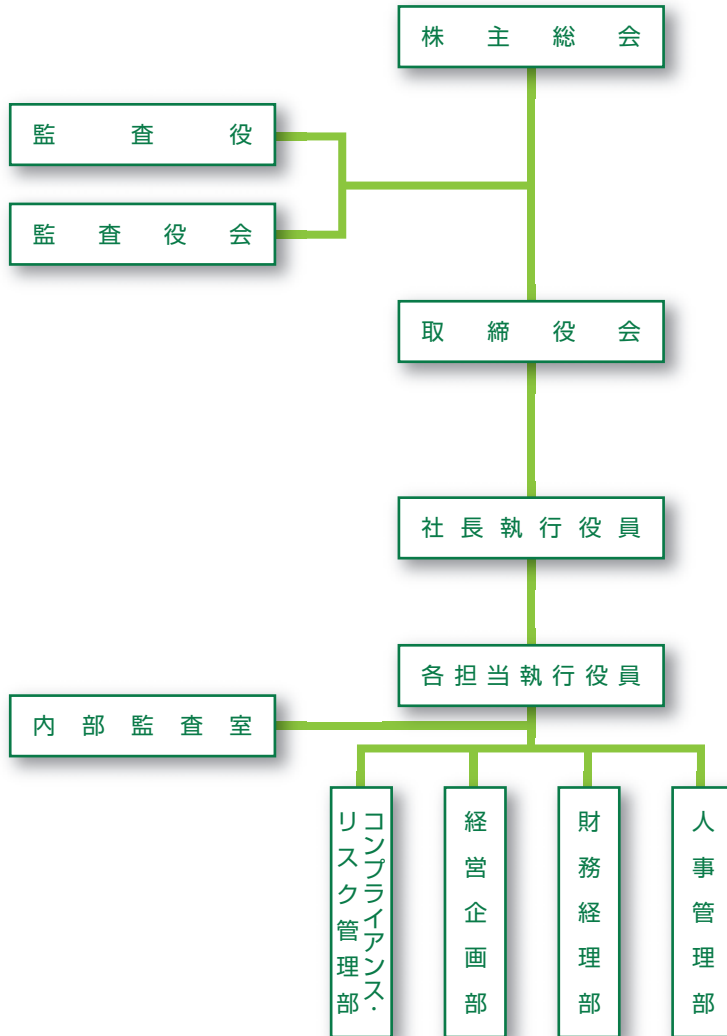 株主総会
監査役
監査役会
取締役会
社長執行役員
各担当執行役員
内部監査室
コンプライアンス・
リスク管理部
経営企画部
財務経理部
人事管理部